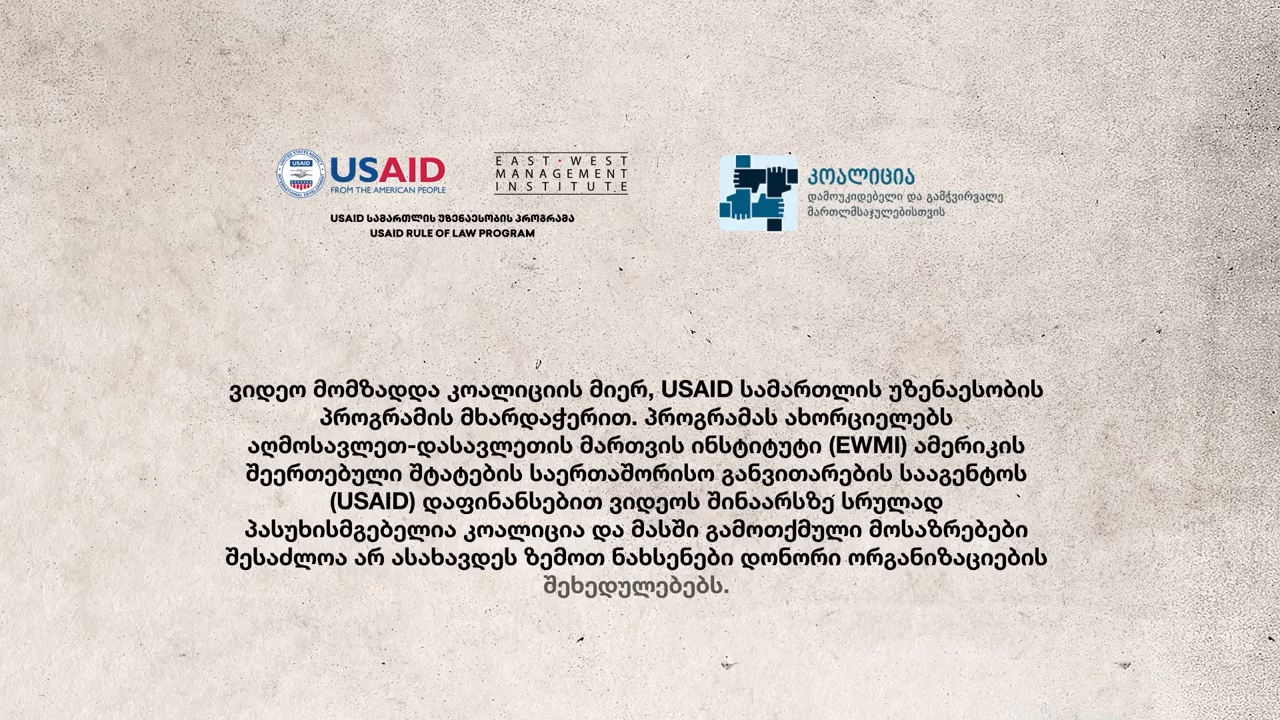 USAID
FROM THE AMERICAN PEOPLE
EAST·WEST
MANAGEMENT
INSTITUTE
USAID ᲡᲐᲛᲐᲠᲗᲚᲘᲡ ᲣᲖᲔᲜᲐᲔᲡᲝᲑᲘᲡ ᲞᲠᲝᲒᲠᲐᲛᲐ
USAID RULE OF LAW PROGRAM
ᲙᲝᲐᲚᲘᲪᲘᲐ
დამოუკიდებელი და გამჭვირვალე
მართლმსაჯულებისთვის
ვიდეო მომზადდა კოალიციის მიერ, USAID სამართლის უზენაესობის
პროგრამის მხარდაჭერით. პროგრამას ახორციელებს
აღმოსავლეთ-დასავლეთის მართვის ინსტიტუტი (EWMI) ამერიკის
შეერთებული შტატების საერთაშორისო განვითარების სააგენტოს
(USAID) დაფინანსებით ვიდეოს შინაარსზე სრულად
პასუხისმგებელია კოალიცია და მასში გამოთქმული მოსაზრებები
შესაძლოა არ ასახავდეს ზემოთ ნახსენები დონორი ორგანიზაციების
შეხედულებებს.